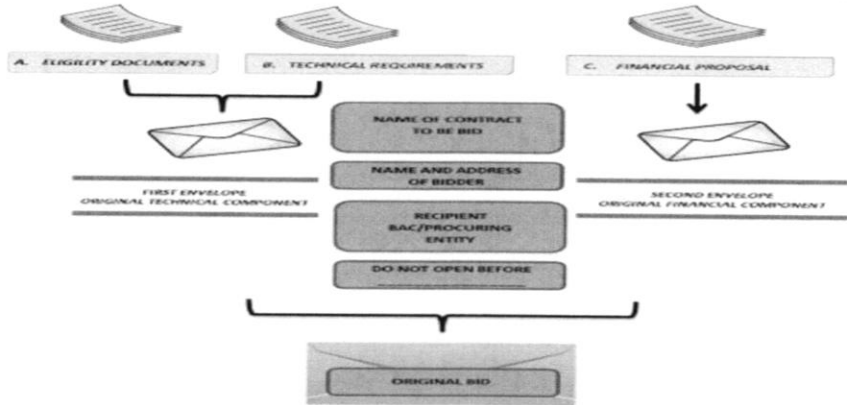 A. ELIGIBILITY DOCUMENTS
B. TECHNICAL REQUIREMENTS
C. FINANCIAL PROPOSAL
NAME OF CONTRACT
TO BE BID
NAME AND ADDRESS
OF BIDDER
FIRST ENVELOPE
ORIGINAL TECHNICAL COMPONENT
SECOND ENVELOPE
ORIGINAL FINANCIAL COMPONENT
RECIPIENT
BAC/PROCURING
ENTITY
DO NOT OPEN BEFORE
ORIGINAL BID